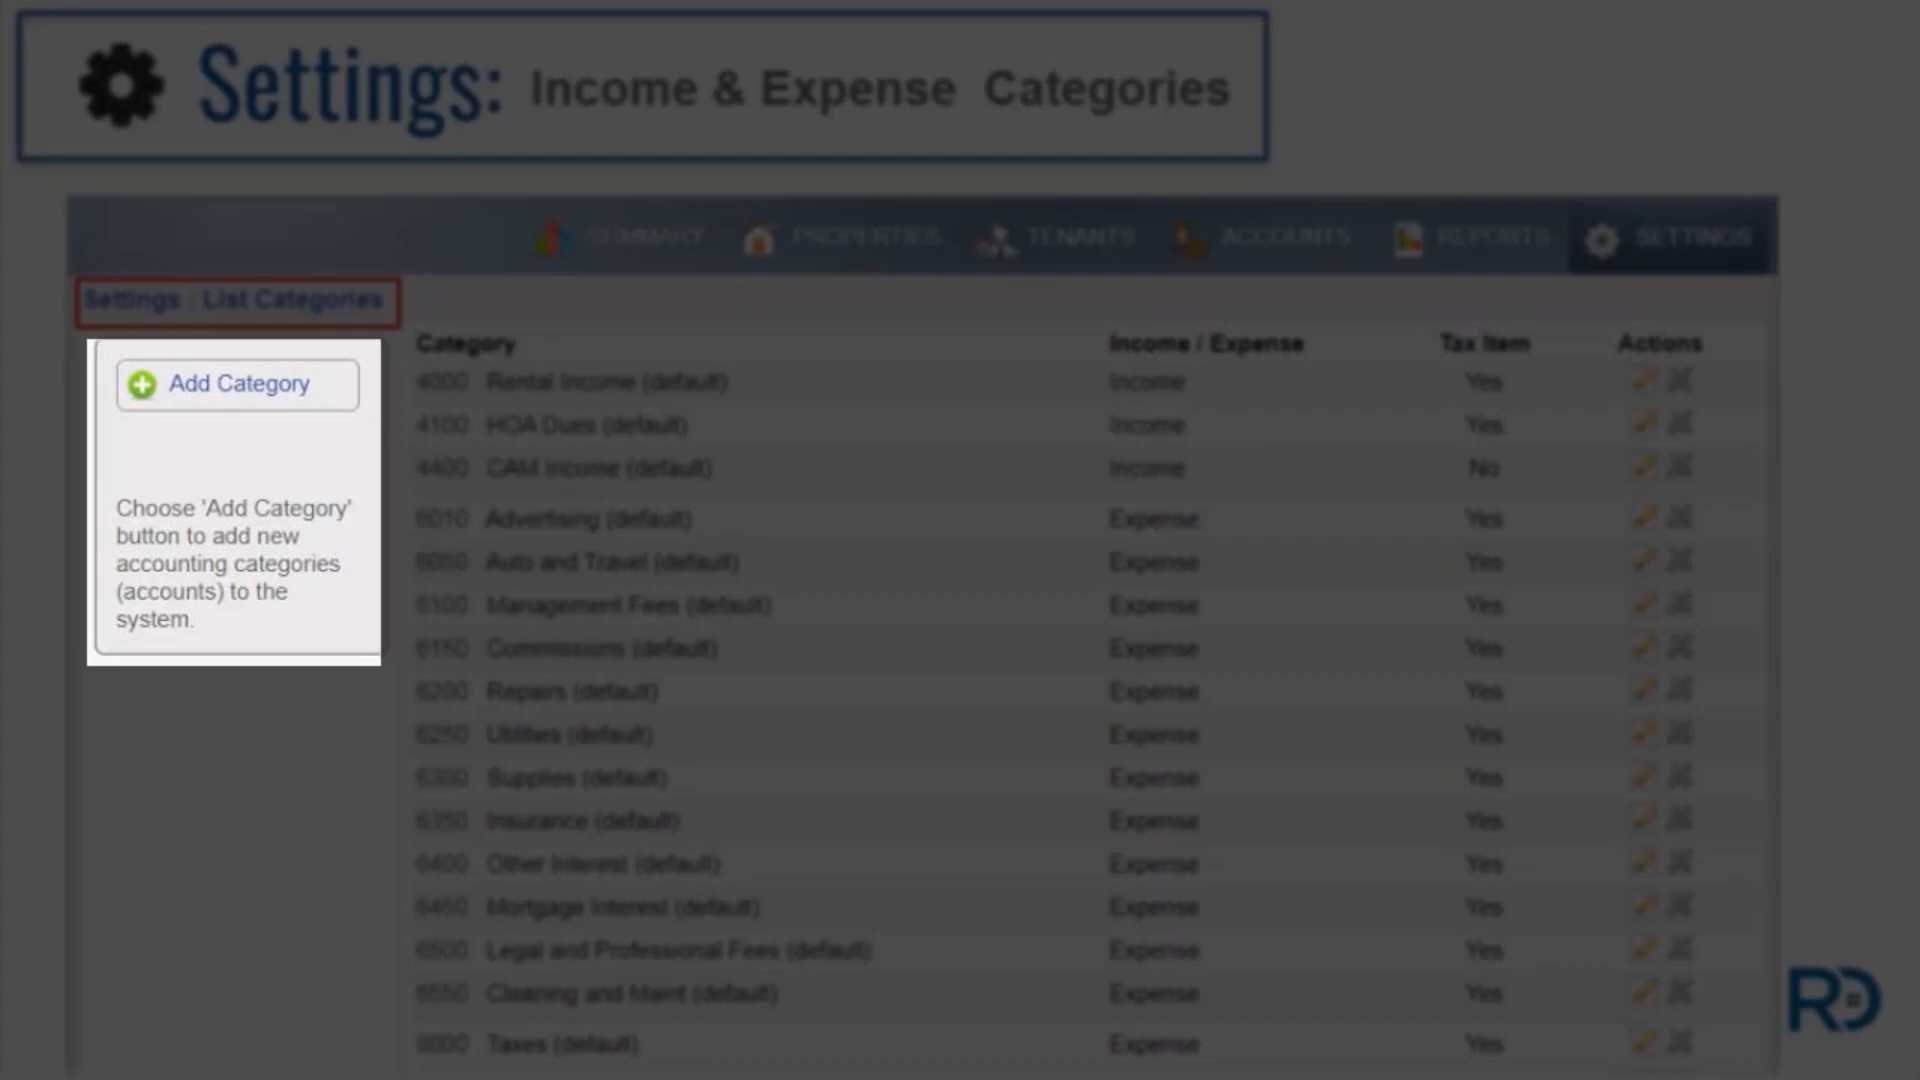 Settings: Income & Expense Categories
SUMMARY PROPERTIES TENANTS ACCOUNTS REPORTS SETTINGS
Settings : List Categories
Category Income / Expense Tax Item Actions
Add Category
Choose 'Add Category'
button to add new
accounting categories
(accounts) to the
system.
4000 Rental Income (default) Income Yes
4100 HOA Dues (default) Income Yes
4400 CAM Income (default) Income No
6010 Advertising (default) Expense Yes
Auto and Travel (default) Expense Yes
6100 Management Fees (default) Expense Yes
6150 Commissions (default) Expense Yes
6200 Repairs (default) Expense Yes
6250 Utilities (default) Expense Yes
6300 Supplies (default) Expense Yes
6350 Insurance (default) Expense Yes
6400 Other Interest (default) Expense Yes
6450 Mortgage Interest (default) Expense Yes
6500 Legal and Professional Fees (default) Expense Yes
6550 Cleaning and Maint (default) Expense Yes
Taxes (default) Expense Yes
RD